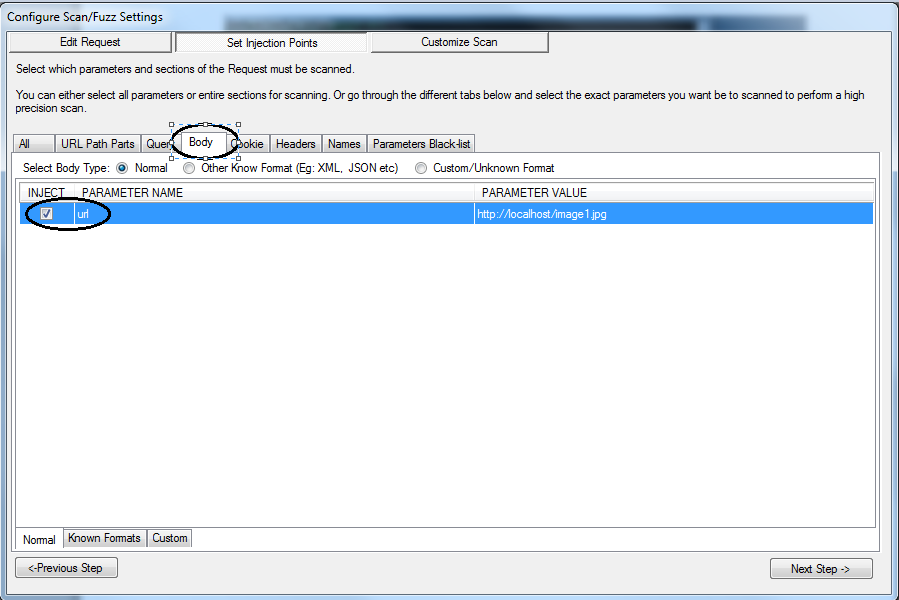 Configure Scan/Fuzz Settings
Edit Request Set Injection Points Customize Scan
Select which parameters and sections of the Request must be scanned.
You can either select all parameters or entire sections for scanning. Or go through the different tabs below and select the exact parameters you want be to scanned to perform a high
precision scan.
All URL Path Parts Query Body Cookie Headers Names Parameters Black-list
Select Body Type: Normal Other Know Format (Eg: XML, JSON etc) Custom/Unknown Format
INJECT PARAMETER NAME PARAMETER VALUE
url http://localhost/image1.jpg
Normal Known Formats Custom
<-Previous Step Next Step ->